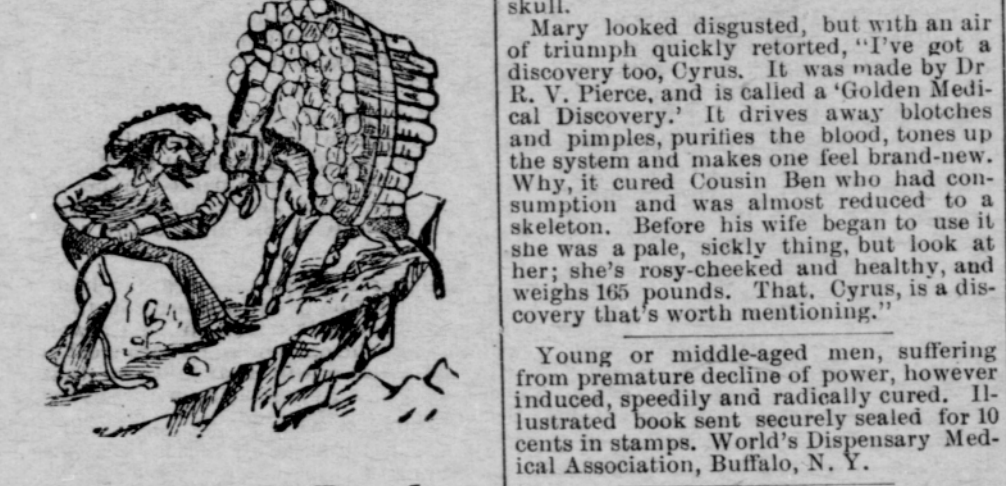 skull.
Mary looked disgusted, but with an air
of triumph quickly retorted, "I've got a
discovery too, Cyrus. It was made by Dr
R. V. Pierce, and is called a 'Golden Medi-
cal Discovery.' It drives away blotches
and pimples, purifies the blood, tones up
the system and makes one feel brand-new.
Why, it cured Cousin Ben who had con-
sumption and was almost reduced to a
skeleton. Before his wife began to use it
she was a pale, sickly thing, but look at
her; she's rosy-cheeked and healthy, and
weighs 165 pounds. That, Cyrus, is a dis-
covery that's worth mentioning."
Young or middle-aged men, suffering
from premature decline of power, however
induced, speedily and radically cured. Il-
lustrated book sent securely sealed for 10
cents in stamps. World's Dispensary Med-
ical Association, Buffalo, N. Y.